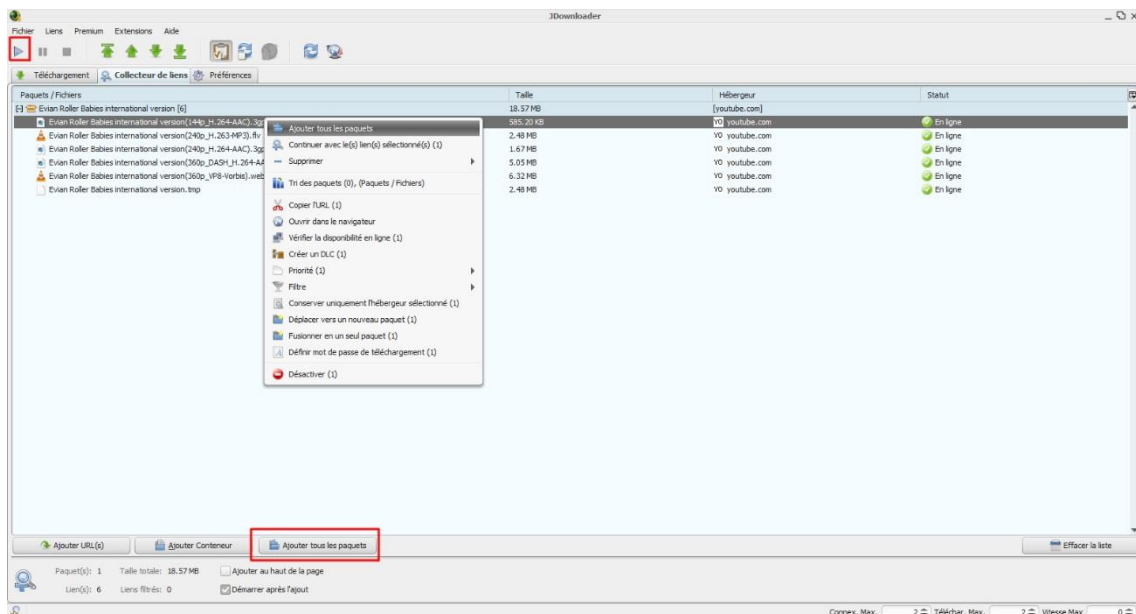 JDownloader
Fichier Liens Premium Extensions Aide
Téléchargement Collecteur de liens Préférences
Paquets / Fichiers Taille Hébergeur Statut
Evian Roller Babies international version [6] 18.57 MB [youtube.com]
Evian Roller Babies international version(144p_H.264-AAC).3gp 585.20 KB YO youtube.com En ligne
Evian Roller Babies international version(240p_H.263-MP3).flv 2.48 MB YO youtube.com En ligne
Evian Roller Babies international version(240p_H.264-AAC).3gp 1.67 MB YO youtube.com En ligne
Evian Roller Babies international version(360p_DASH_H.264-AA 5.05 MB YO youtube.com En ligne
Evian Roller Babies international version(360p_VP8-Vorbis).web 6.32 MB YO youtube.com En ligne
Evian Roller Babies international version.tmp 2.48 MB YO youtube.com En ligne
Ajouter tous les paquets
Continuer avec le(s) lien(s) sélectionné(s) (1)
Supprimer
Tri des paquets (0), (Paquets / Fichiers)
Copier l'URL (1)
Ouvrir dans le navigateur
Vérifier la disponibilité en ligne (1)
Créer un DLC (1)
Priorité (1)
Filtre
Conserver uniquement l'hébergeur sélectionné (1)
Déplacer vers un nouveau paquet (1)
Fusionner en un seul paquet (1)
Définir mot de passe de téléchargement (1)
Désactiver (1)
Ajouter URL(s) Ajouter Conteneur Ajouter tous les paquets Effacer la liste
Paquet(s): 1 Taille totale: 18.57 MB Ajouter au haut de la page
Lien(s): 6 Liens filtrés: 0 Démarrer après l'ajout
Connex. Max. 2 Téléchar. Max. 2 Vitesse Max 0